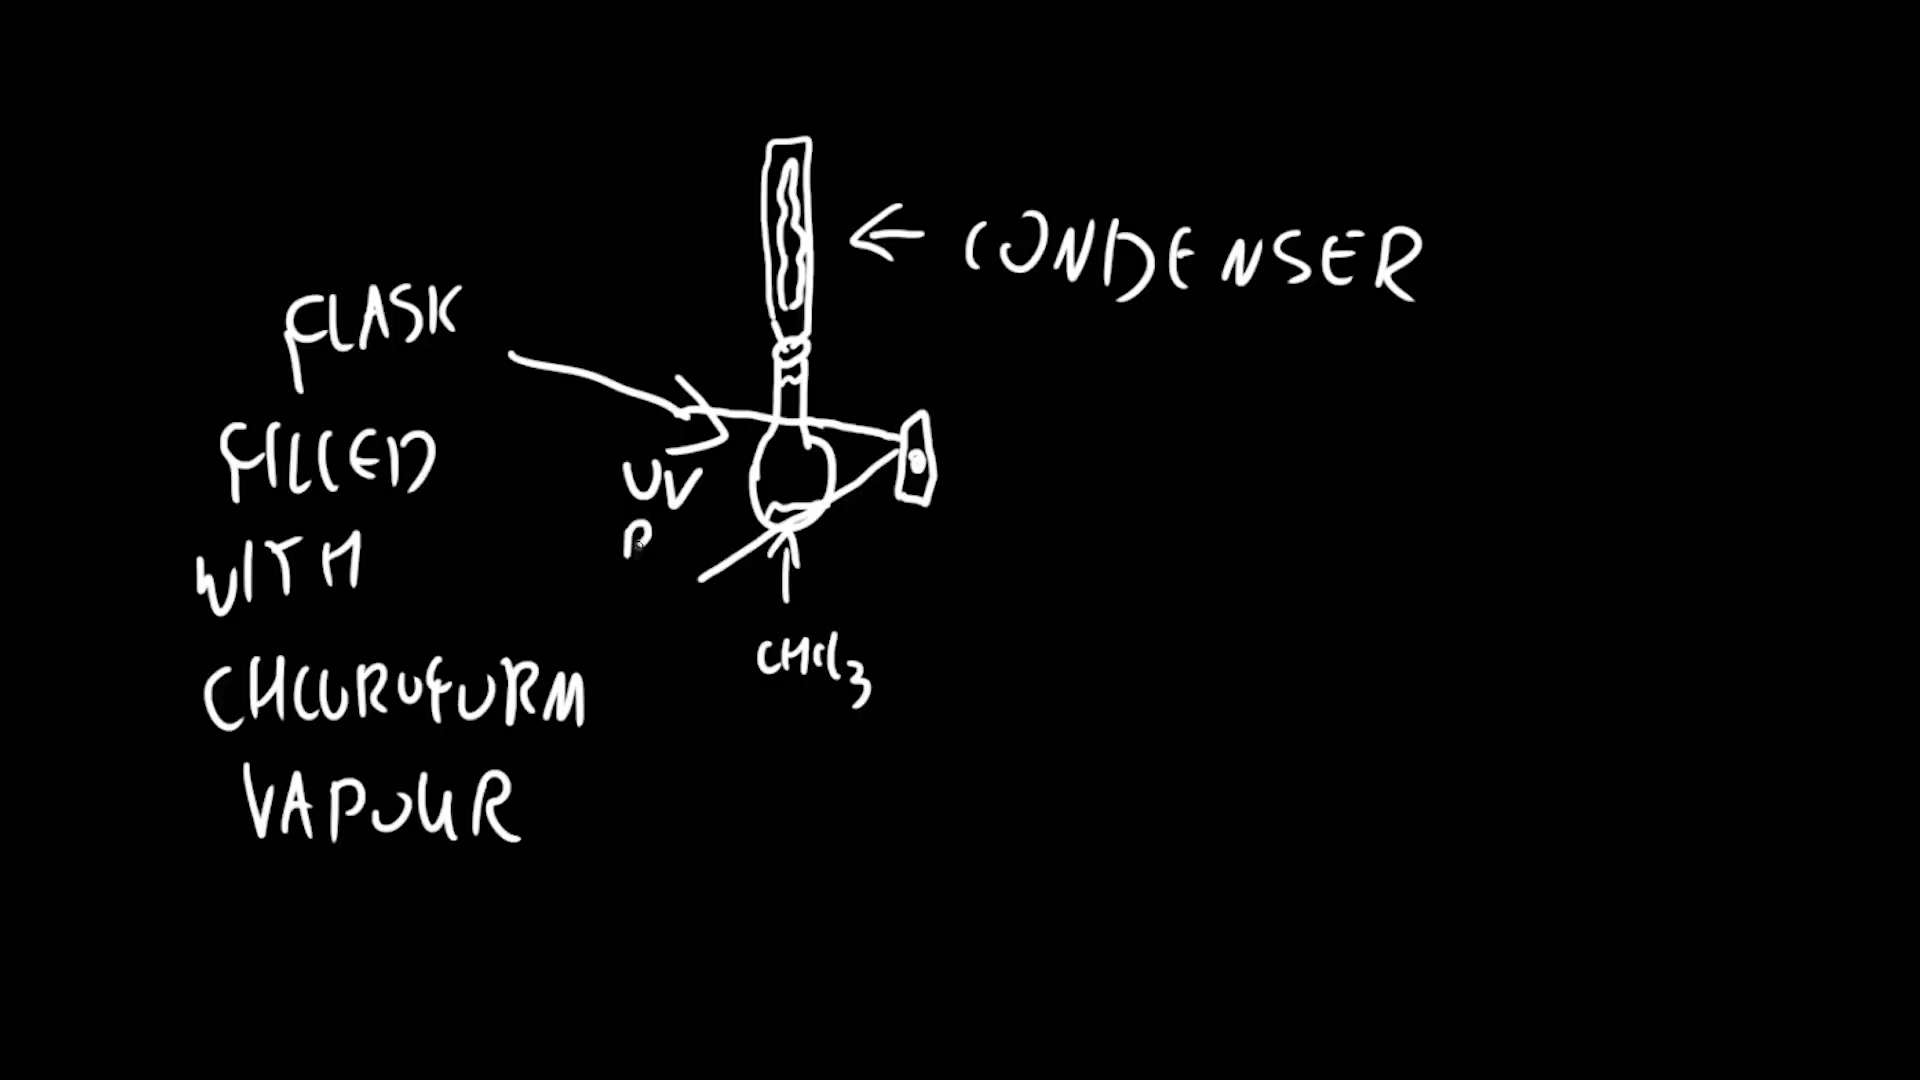 CONDENSER
FLASK
FILLED
WITH
CHLOROFORM
VAPOUR
UV
P
CHCl3